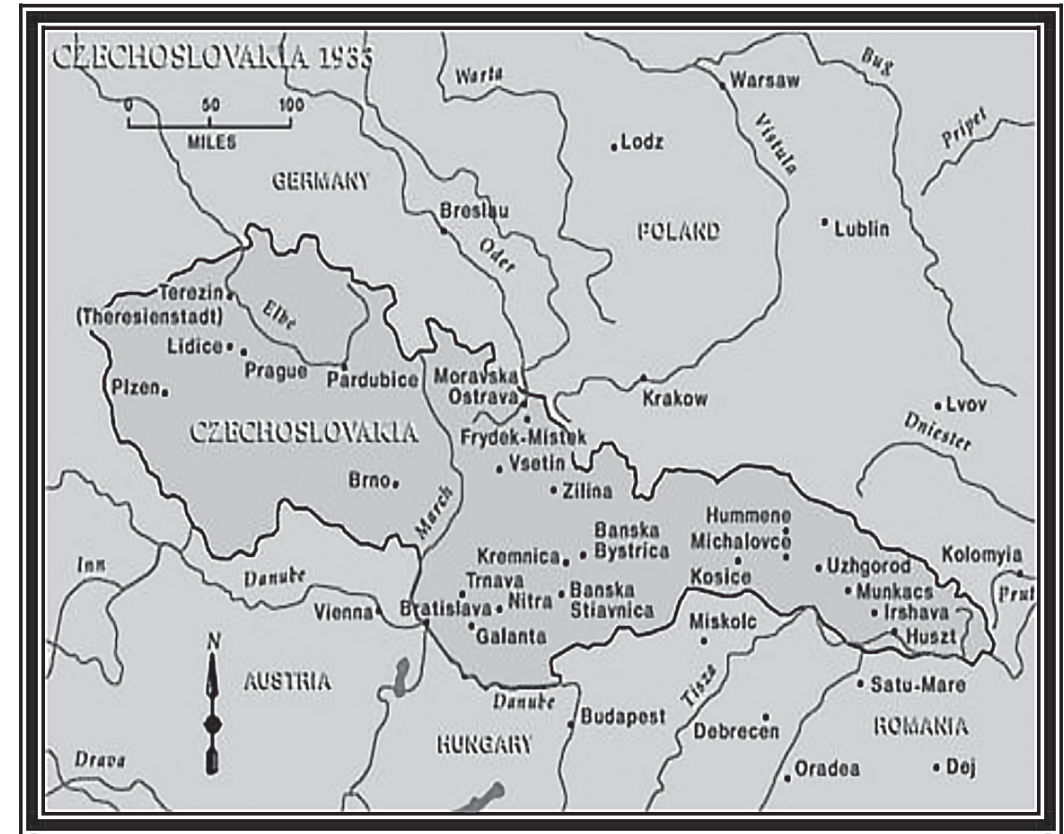 CZECHOSLOVAKIA 1933
0 50 100
MILES
Warta
Warsaw
Bug
Vistula
Pripet
Lodz
GERMANY
Breslau
POLAND
Lublin
Oder
Terezin
(Theresienstadt)
Elbe
Lidice
Prague
Pardubice
Plzen
Moravska
Ostrava
Krakow
Lvov
CZECHOSLOVAKIA
Frydek-Mistek
Dniester
Vsetin
Brno
Zilina
March
Hummene
Banska
Bystrica
Michalovce
Kremnica
Kolomyia
Inn
Danube
Kosice
Uzhgorod
Trnava
Munkacs
Prut
Vienna
Bratislava
Nitra
Banska
Stiavnica
Irshava
Miskolc
Galanta
Huszt
N
AUSTRIA
Tisza
Satu-Mare
Danube
Budapest
Debrecen
ROMANIA
HUNGARY
Drava
Oradea
Dej